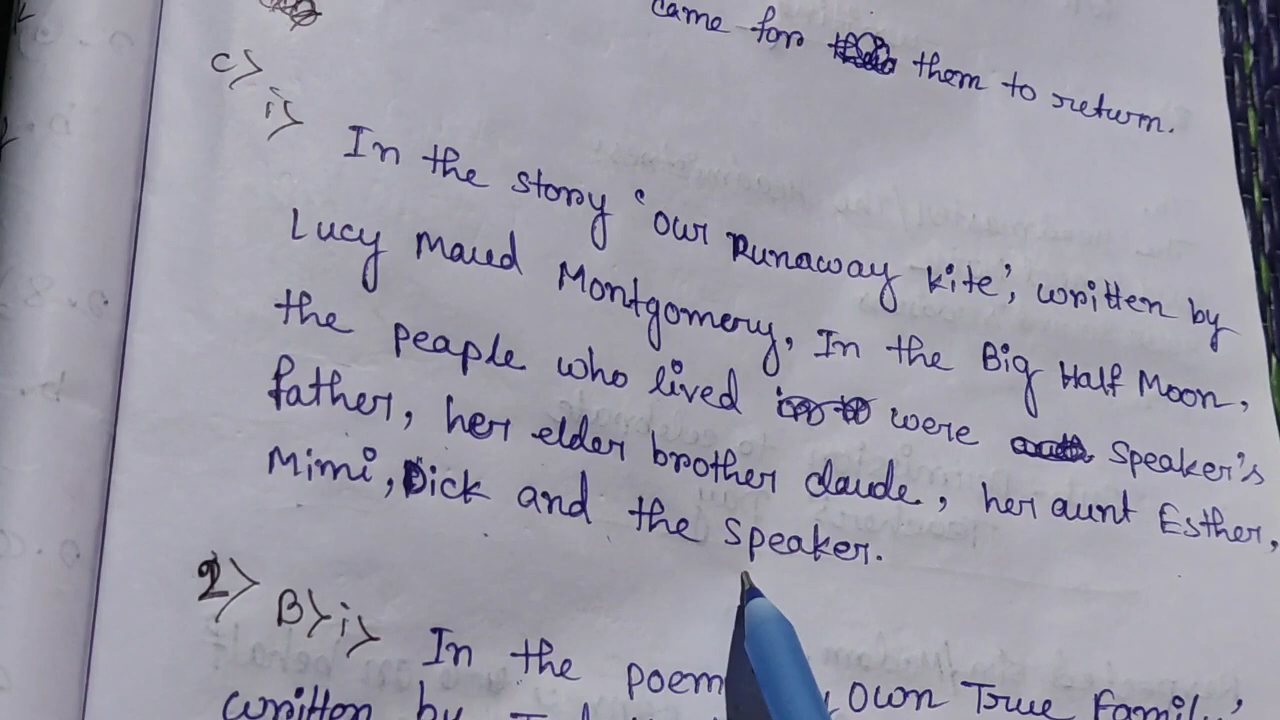 came for them to return.
c>
i>
In the story 'our Runaway kite', written by
Lucy Maud Montgomery, In the Big Half Moon,
the peaple who lived were speaker's
father, her elder brother claude, her aunt Esther,
Mimi, Dick and the speaker.
2> B>i> In the poem own True Famil
written by